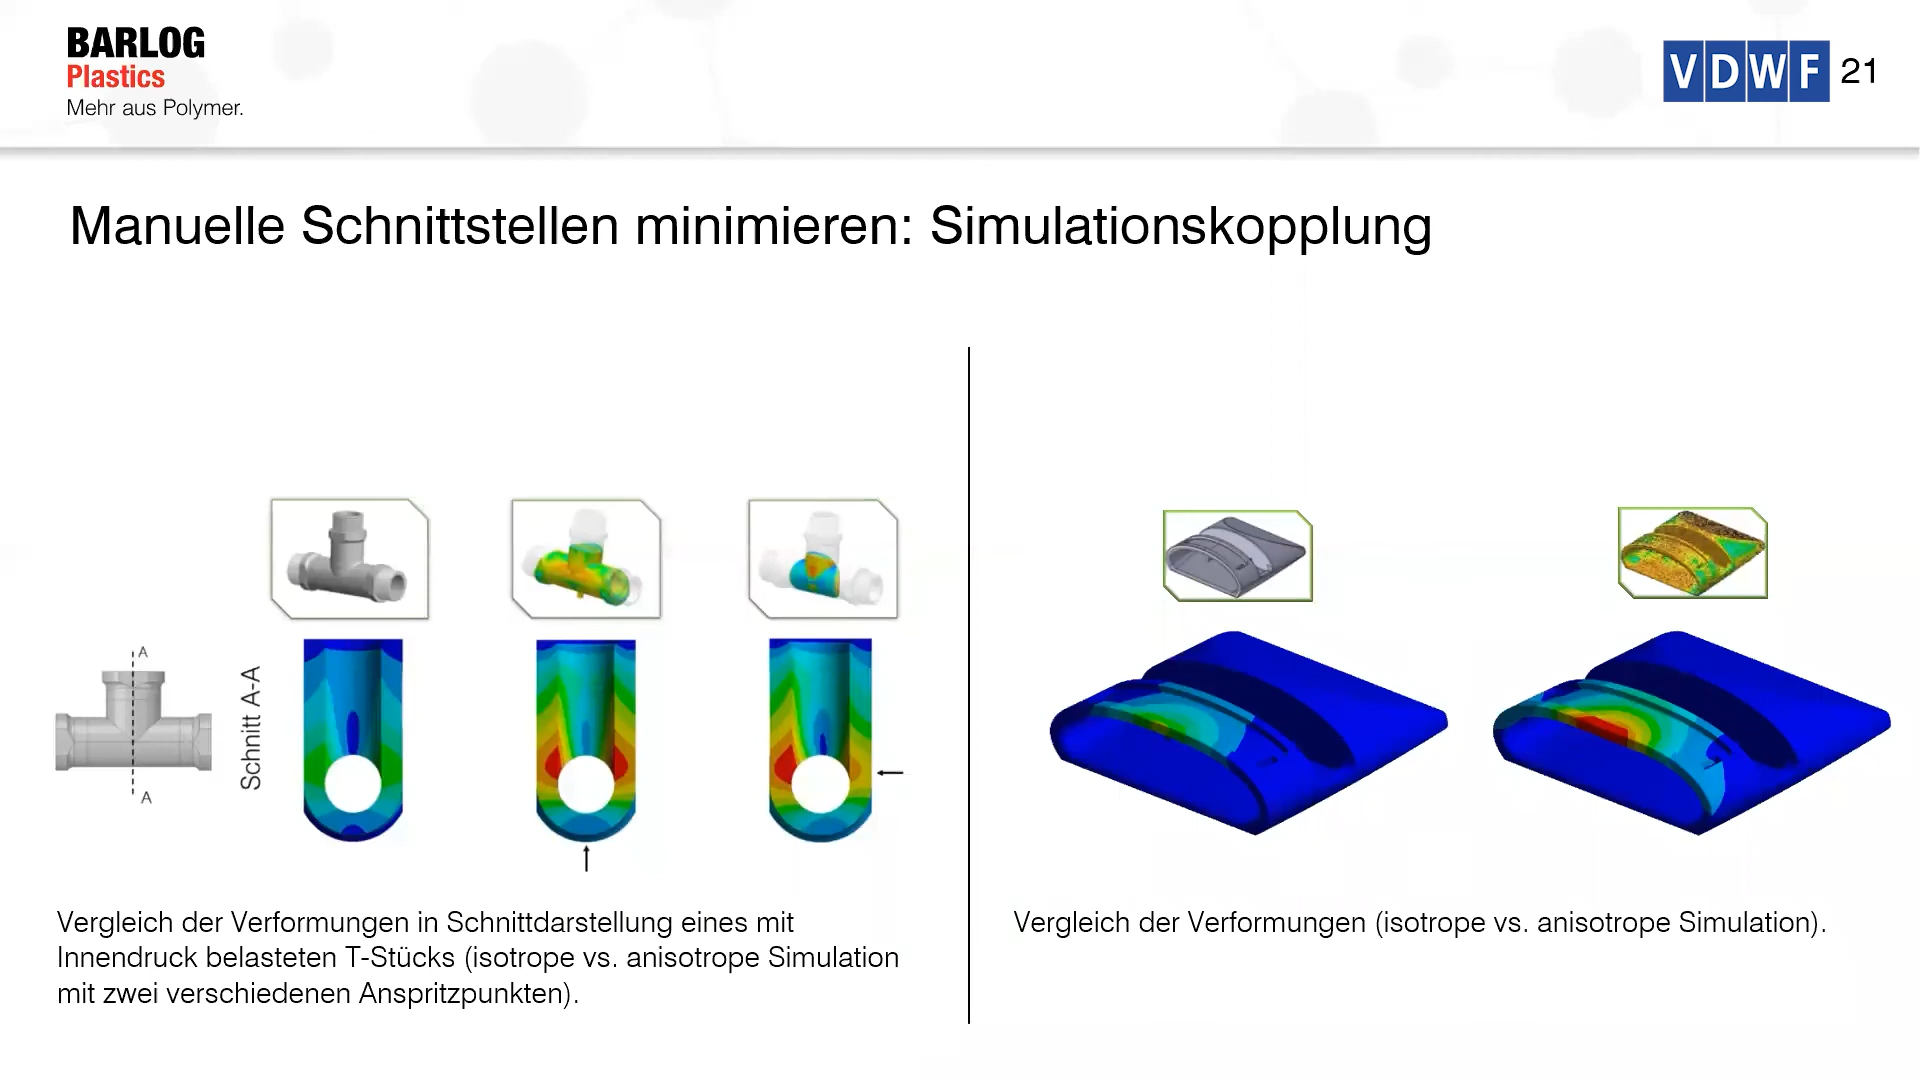 BARLOG
Plastics
Mehr aus Polymer.
VDWF 21
Manuelle Schnittstellen minimieren: Simulationskopplung
A
A
Schnitt A-A
Vergleich der Verformungen in Schnittdarstellung eines mit
Innendruck belasteten T-Stücks (isotrope vs. anisotrope Simulation
mit zwei verschiedenen Anspritzpunkten).
Vergleich der Verformungen (isotrope vs. anisotrope Simulation).